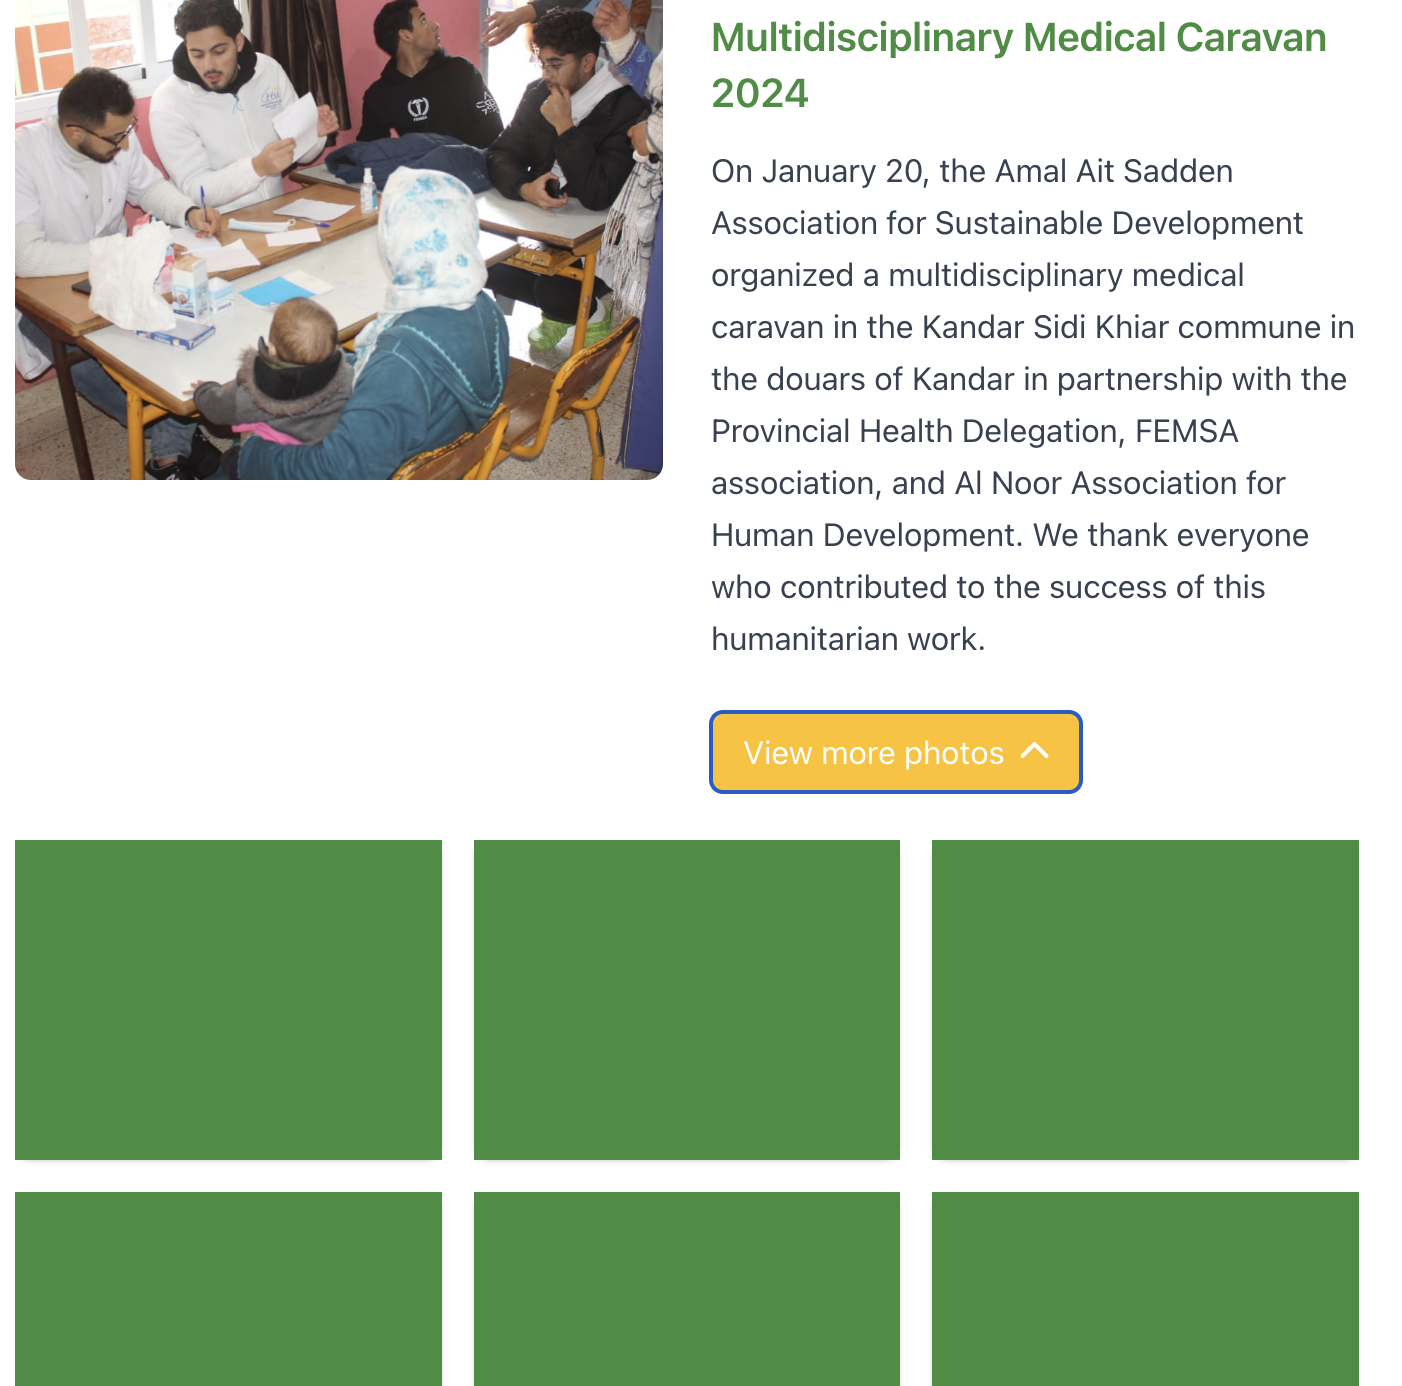 Multidisciplinary Medical Caravan
2024
On January 20, the Amal Ait Sadden
Association for Sustainable Development
organized a multidisciplinary medical
caravan in the Kandar Sidi Khiar commune in
the douars of Kandar in partnership with the
Provincial Health Delegation, FEMSA
association, and Al Noor Association for
Human Development. We thank everyone
who contributed to the success of this
humanitarian work.
View more photos